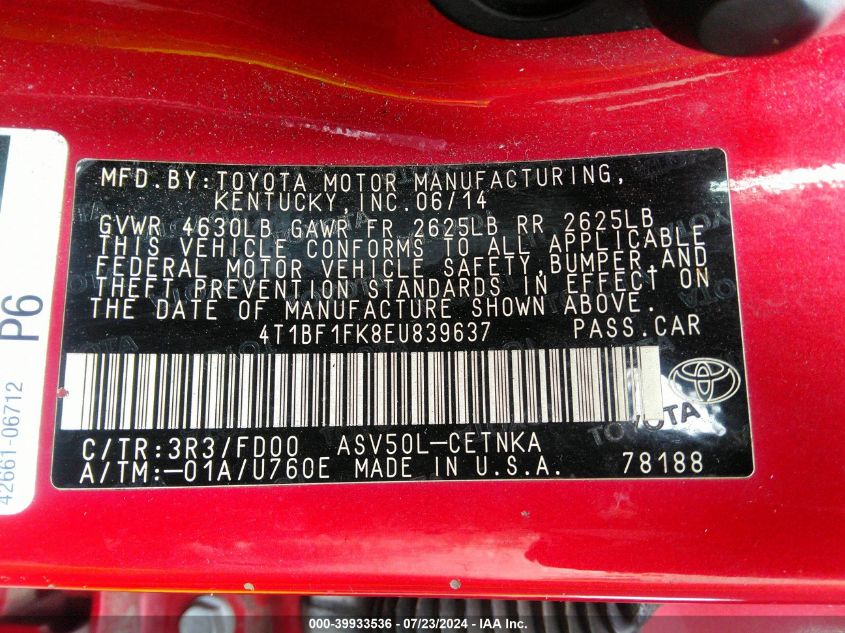 MFD.BY:TOYOTA MOTOR MANUFACTURING,
KENTUCKY,INC.06/14
GVWR 4630LB GAWR FR 2625LB RR 2625LB
THIS VEHICLE CONFORMS TO ALL APPLICABLE
FEDERAL MOTOR VEHICLE SAFETY,BUMPER,AND
THEFT PREVENTION STANDARDS IN EFFECT ON
THE DATE OF MANUFACTURE SHOWN ABOVE.
4T1BF1FK8EU839637 PASS.CAR
TOYOTA
C/TR:3R3/FD00 ASV50L-CETNKA
A/TM:-01A/U760E MADE IN U.S.A. 78188
P6
42661-06712
000-39933536 07/23/2024 - IAA Inc.